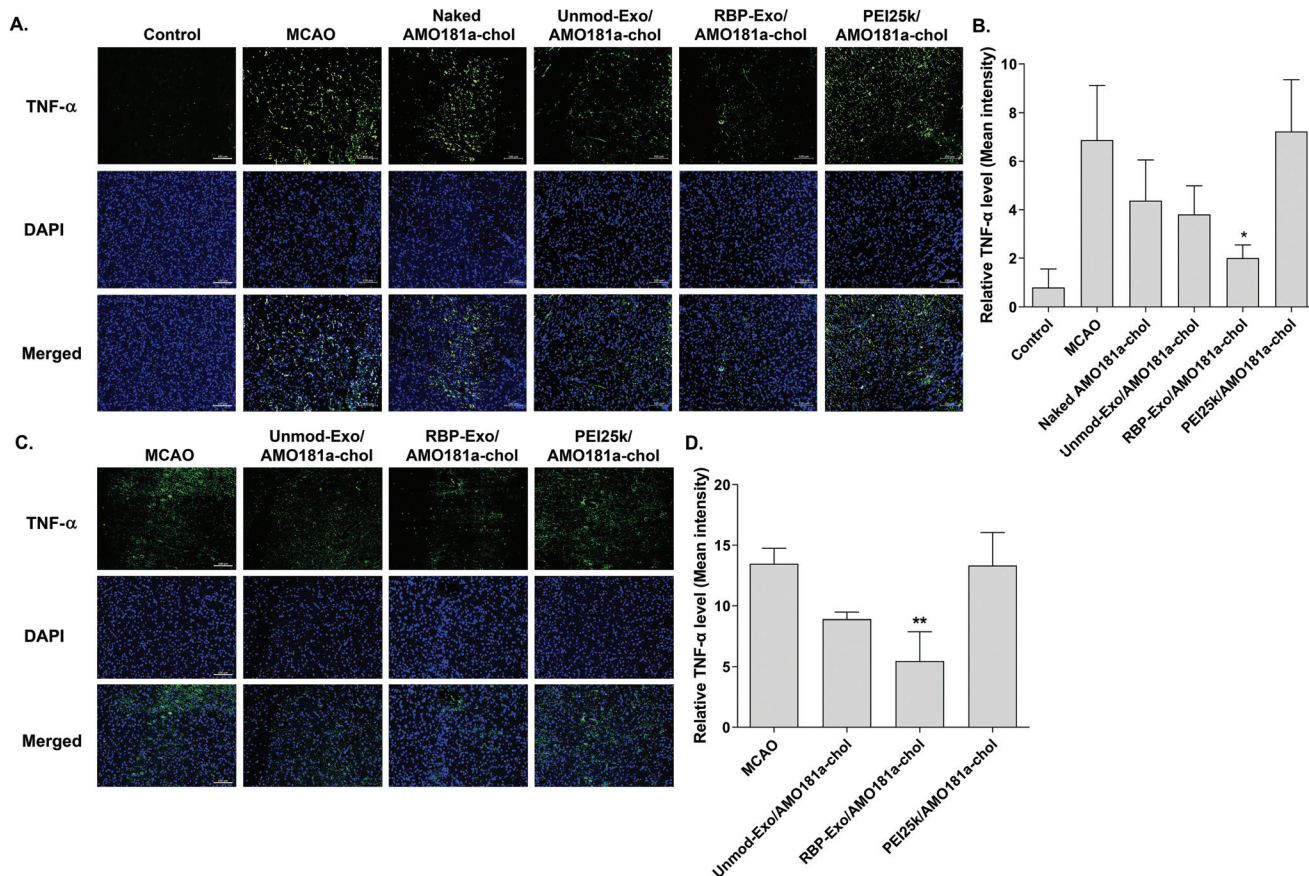 A.
Control
MCAO
Naked
AMO181a-chol
Unmod-Exo/
AMO181a-chol
RBP-Exo/
AMO181a-chol
PEI25k/
AMO181a-chol
TNF-α
DAPI
Merged
B.
Relative TNF-α level (Mean intensity)
10
8
6
4
2
0
*
Control
MCAO
Naked AMO181a-chol
Unmod-Exo/AMO181a-chol
RBP-Exo/AMO181a-chol
PEI25k/AMO181a-chol
C.
MCAO
Unmod-Exo/
AMO181a-chol
RBP-Exo/
AMO181a-chol
PEI25k/
AMO181a-chol
TNF-α
DAPI
Merged
D.
Relative TNF-α level (Mean intensity)
20
15
10
5
0
**
MCAO
Unmod-Exo/AMO181a-chol
RBP-Exo/AMO181a-chol
PEI25k/AMO181a-chol